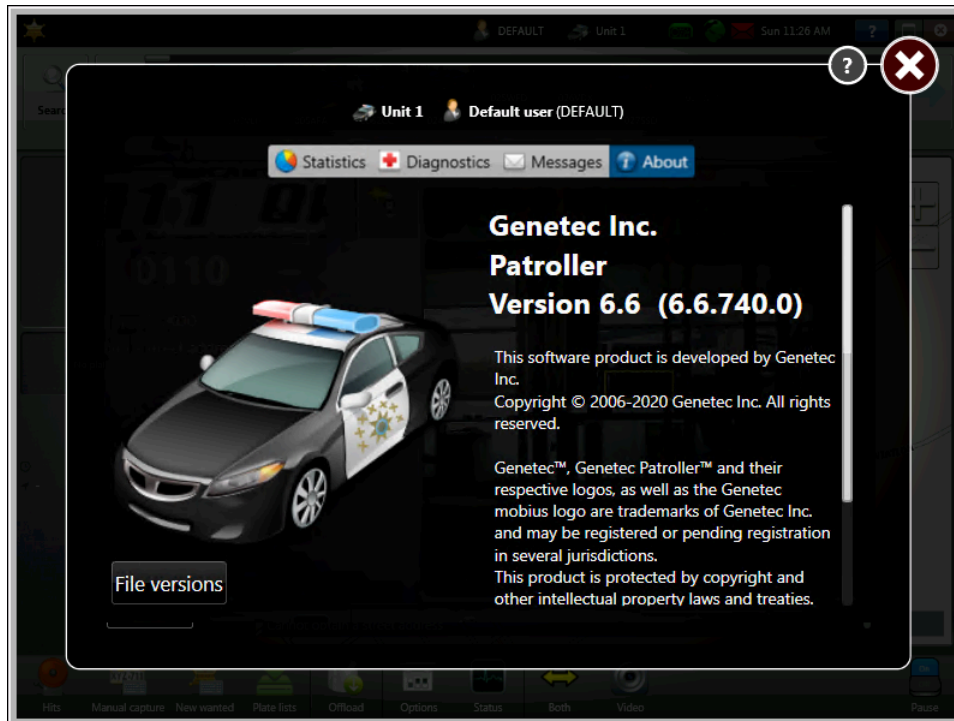 DEFAULT Unit 1 Sun 11:26 AM ?
?
Unit 1 Default user (DEFAULT)
Statistics Diagnostics Messages About
Genetec Inc.
Patroller
Version 6.6 (6.6.740.0)
This software product is developed by Genetec
Inc.
Copyright © 2006-2020 Genetec Inc. All rights
reserved.
Genetec™, Genetec Patroller™ and their
respective logos, as well as the Genetec
mobius logo are trademarks of Genetec Inc.
and may be registered or pending registration
in several jurisdictions.
This product is protected by copyright and
other intellectual property laws and treaties.
File versions
Hits Manual capture New wanted Plate lists Offload Options Status Both Video Pause